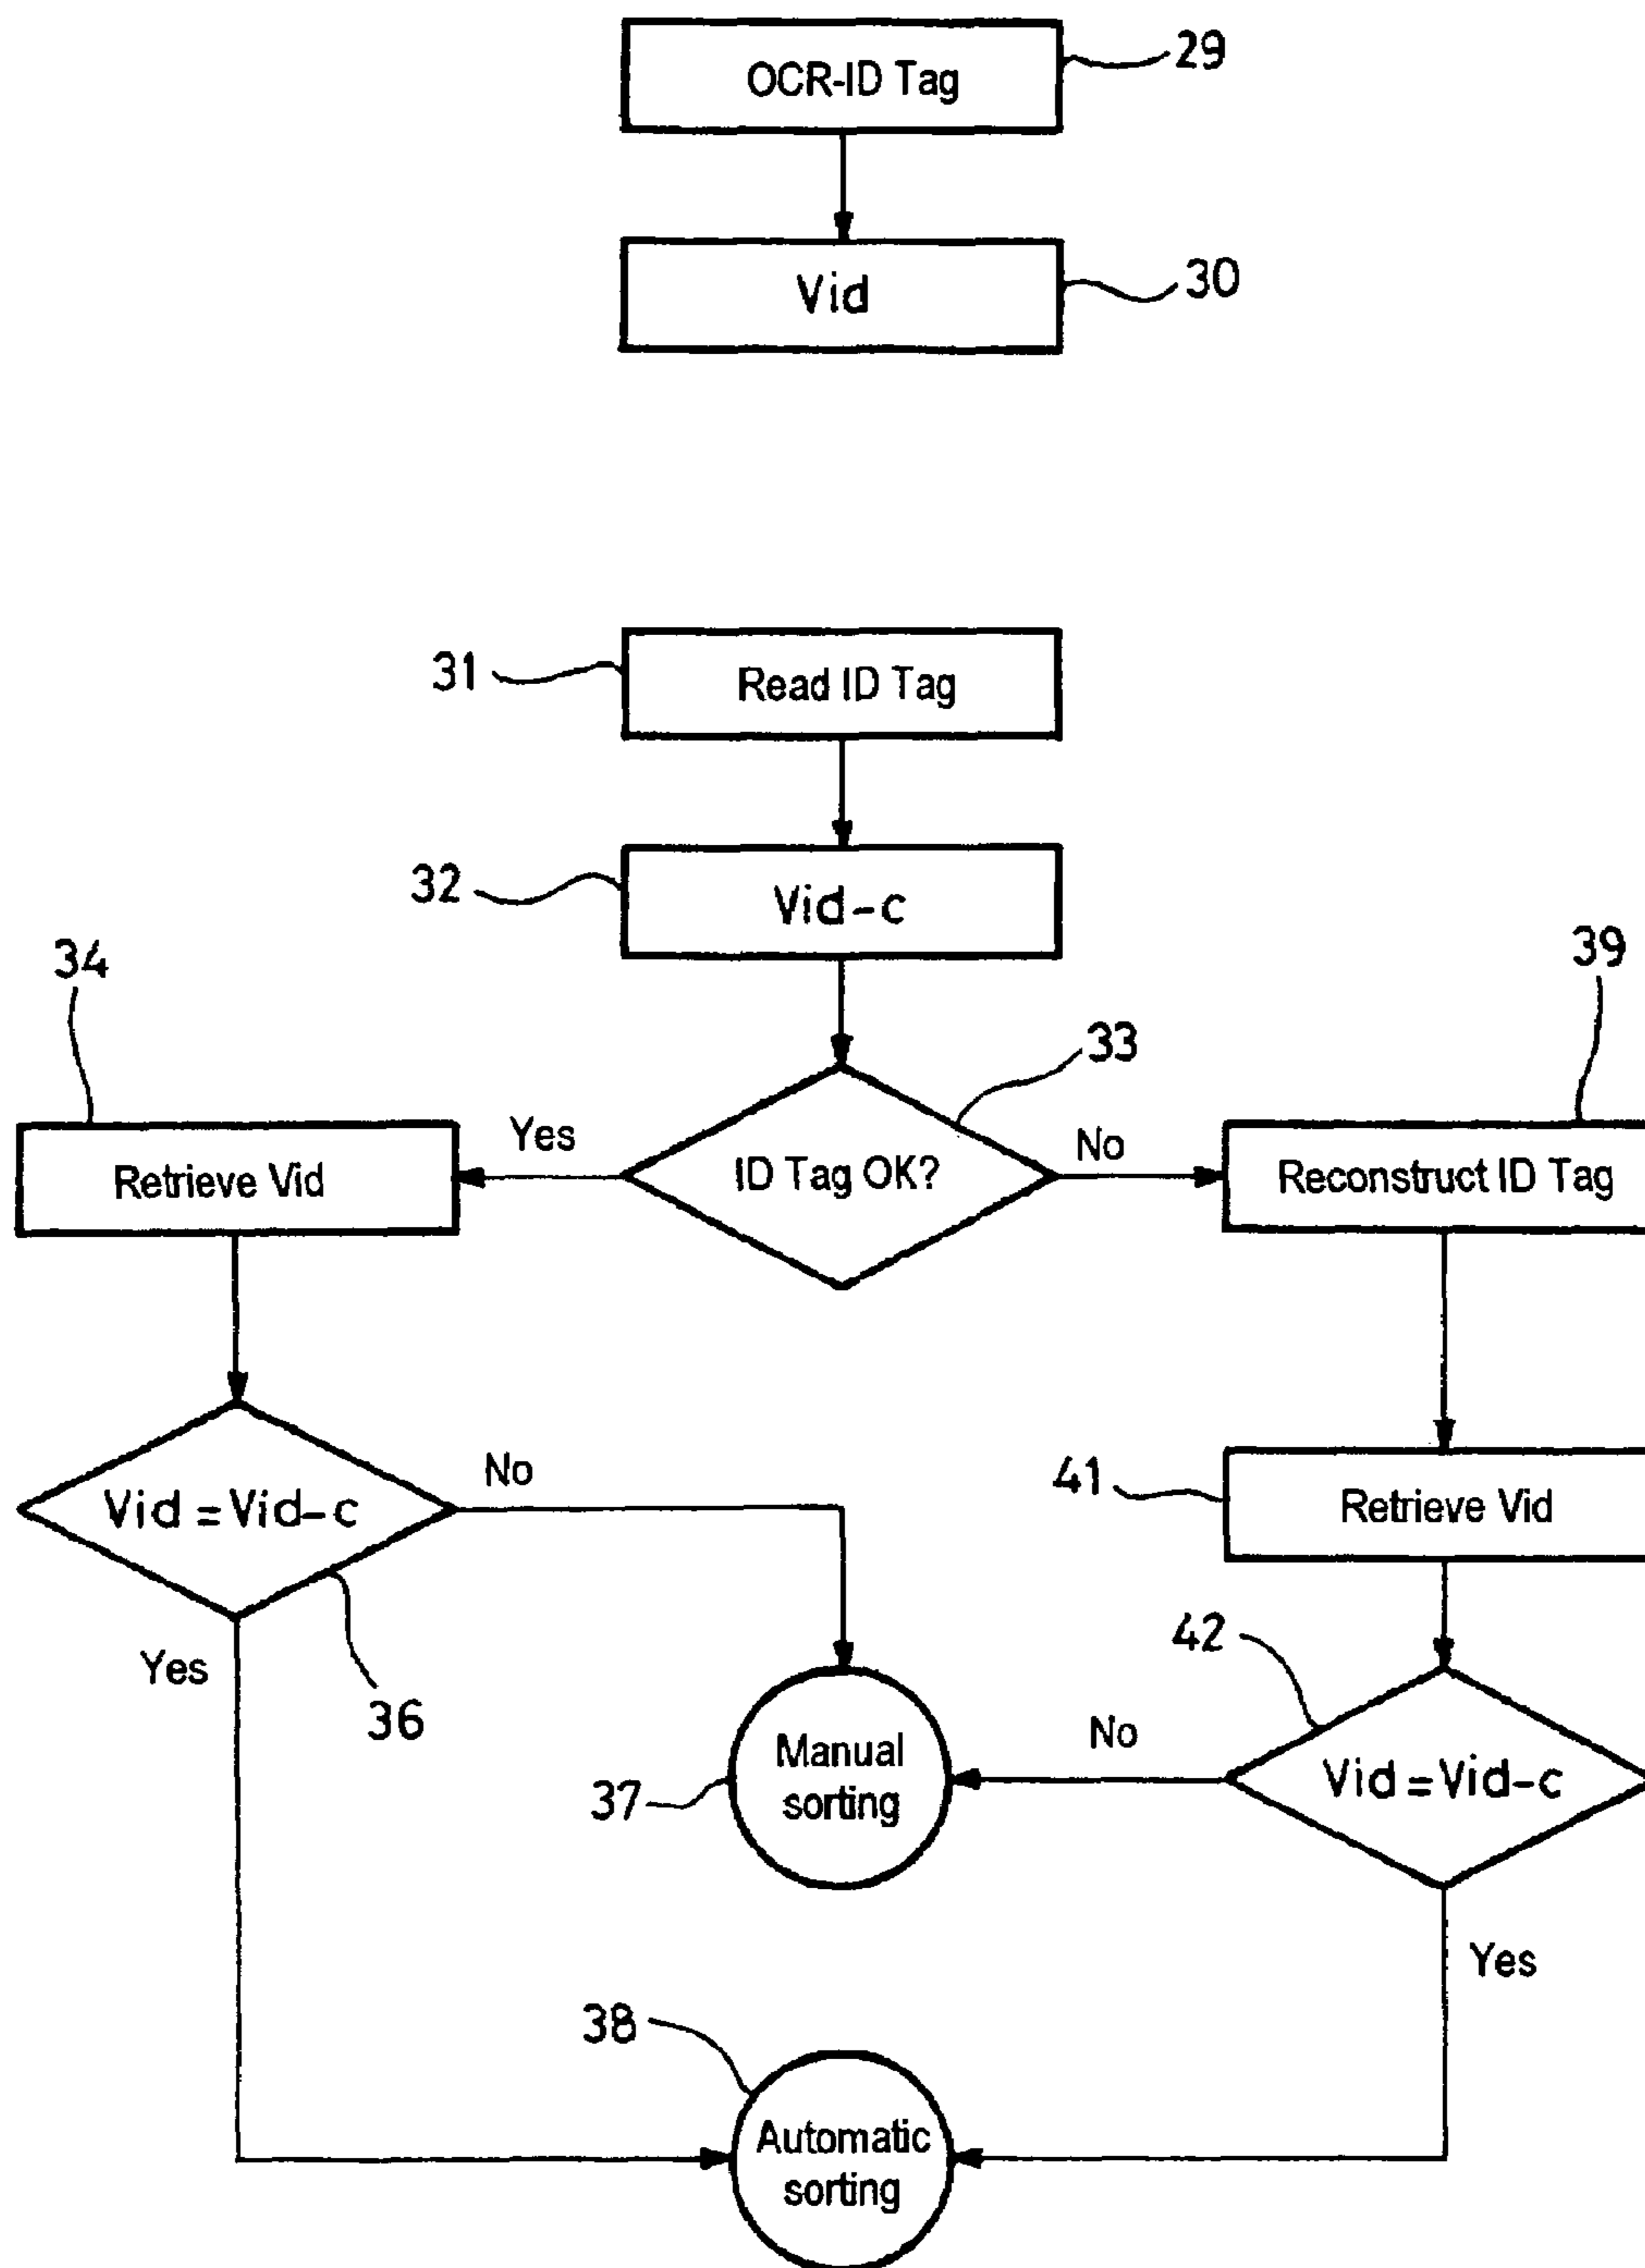 OCR-ID Tag
29
Vid
30
31
Read ID Tag
32
Vid-c
34
39
33
Yes
No
Retrieve Vid
ID Tag OK?
Reconstruct ID Tag
No
41
Vid=Vid-c
Retrieve Vid
Yes
36
42
No
Manual
sorting
37
Vid=Vid-c
Yes
38
Automatic
sorting